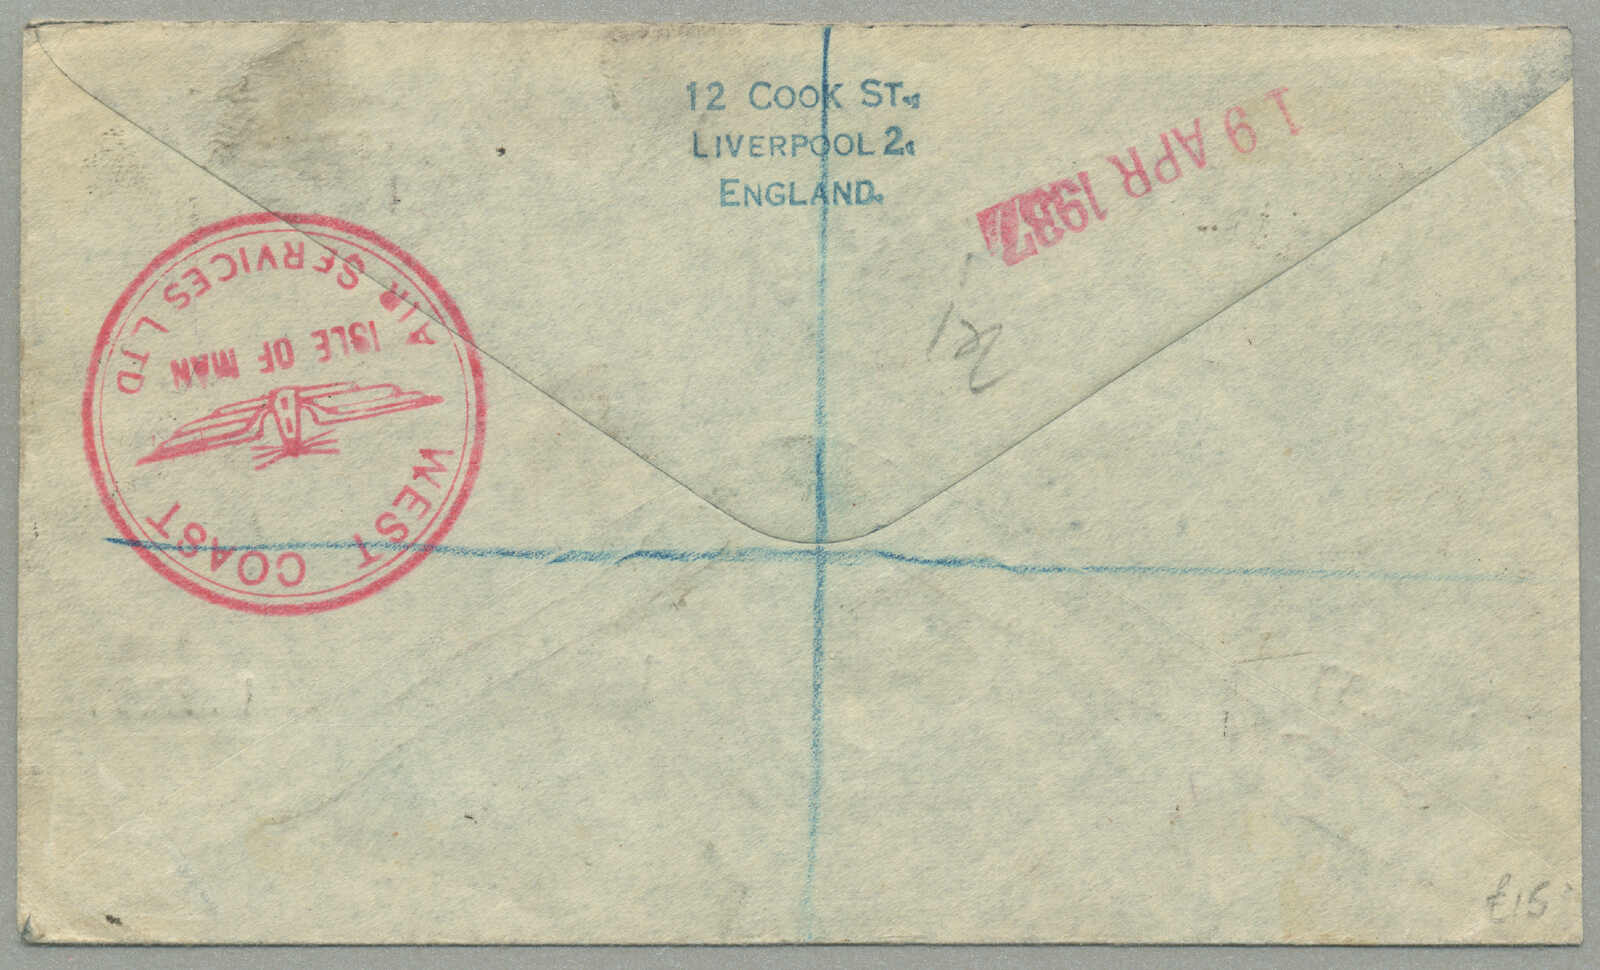 12 COOK ST.,
LIVERPOOL 2.
ENGLAND.
19 APR 1937
WEST COAST
AIR SERVICES LTD
ISLE OF MAN
£15